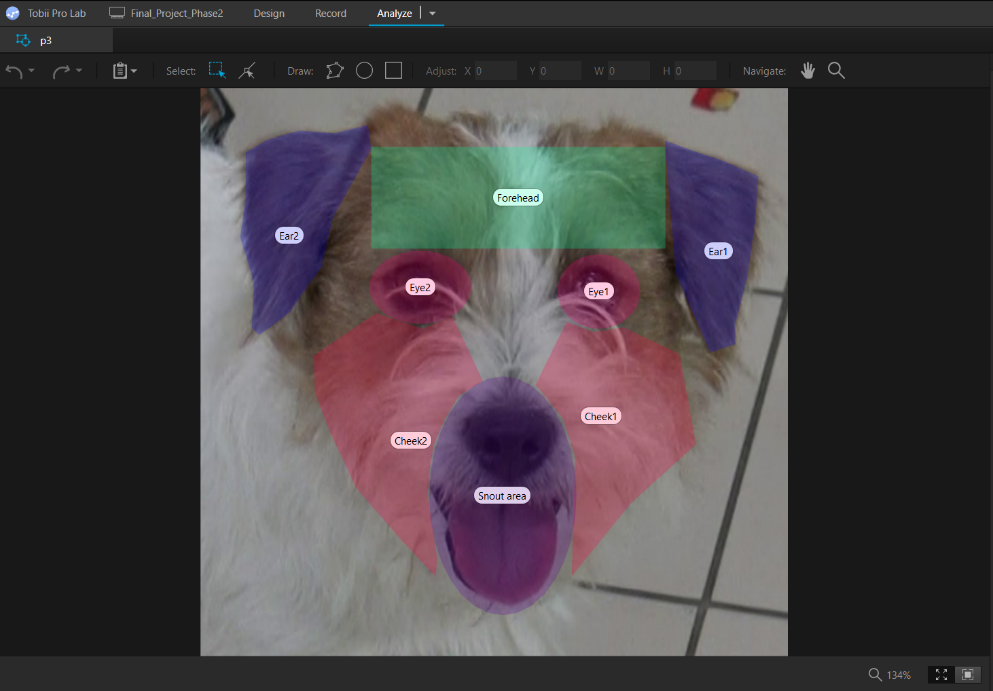 Tobii Pro Lab Final_Project_Phase2 Design Record Analyze
p3
Select: Draw: Adjust: X 0 Y 0 W 0 H 0 Navigate:
Forehead
Ear2
Ear1
Eye2
Eye1
Cheek1
Cheek2
Snout area
134%